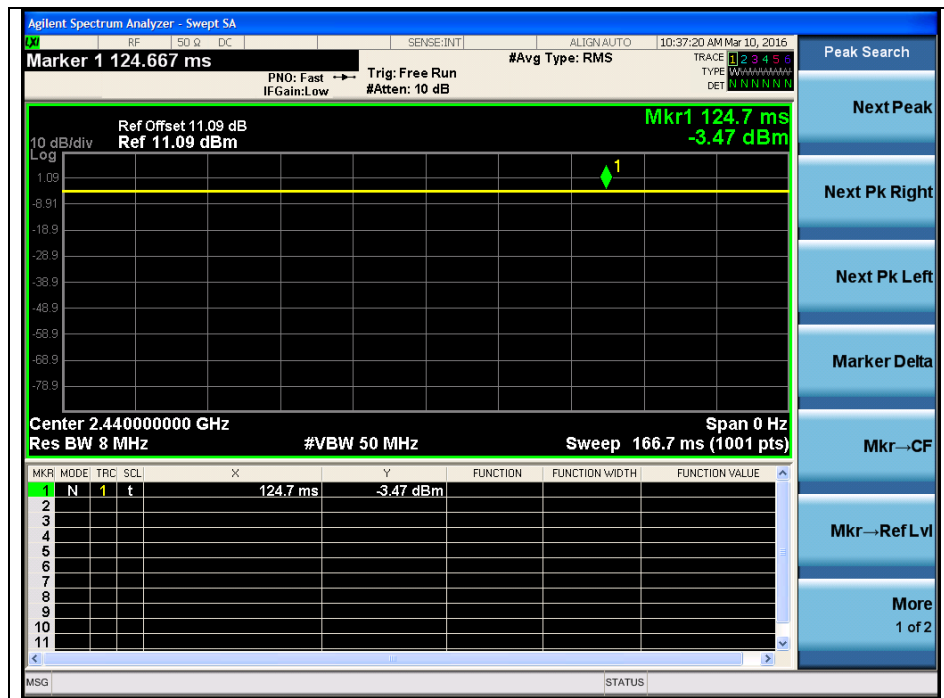 Agilent Spectrum Analyzer - Swept SA
LXI RF 50 Ω DC SENSE:INT ALIGN AUTO 10:37:20 AM Mar 10, 2016
Marker 1 124.667 ms
PNO: Fast
IFGain:Low
Trig: Free Run
#Atten: 10 dB
#Avg Type: RMS
TRACE 1 2 3 4 5 6
TYPE WWWWWW
DET N N N N N N
Peak Search
Next Peak
Next Pk Right
Next Pk Left
Marker Delta
Mkr→CF
Mkr→Ref Lvl
More
1 of 2
Mkr1 124.7 ms
-3.47 dBm
Ref Offset 11.09 dB
10 dB/div Ref 11.09 dBm
Log
1
1.09
-8.91
-18.9
-28.9
-38.9
-48.9
-58.9
-68.9
-78.9
Center 2.440000000 GHz Span 0 Hz
Res BW 8 MHz #VBW 50 MHz Sweep 166.7 ms (1001 pts)
MKR MODE TRC SCL X Y FUNCTION FUNCTION WIDTH FUNCTION VALUE
1 N 1 t 124.7 ms -3.47 dBm
2
3
4
5
6
7
8
9
10
11
MSG STATUS